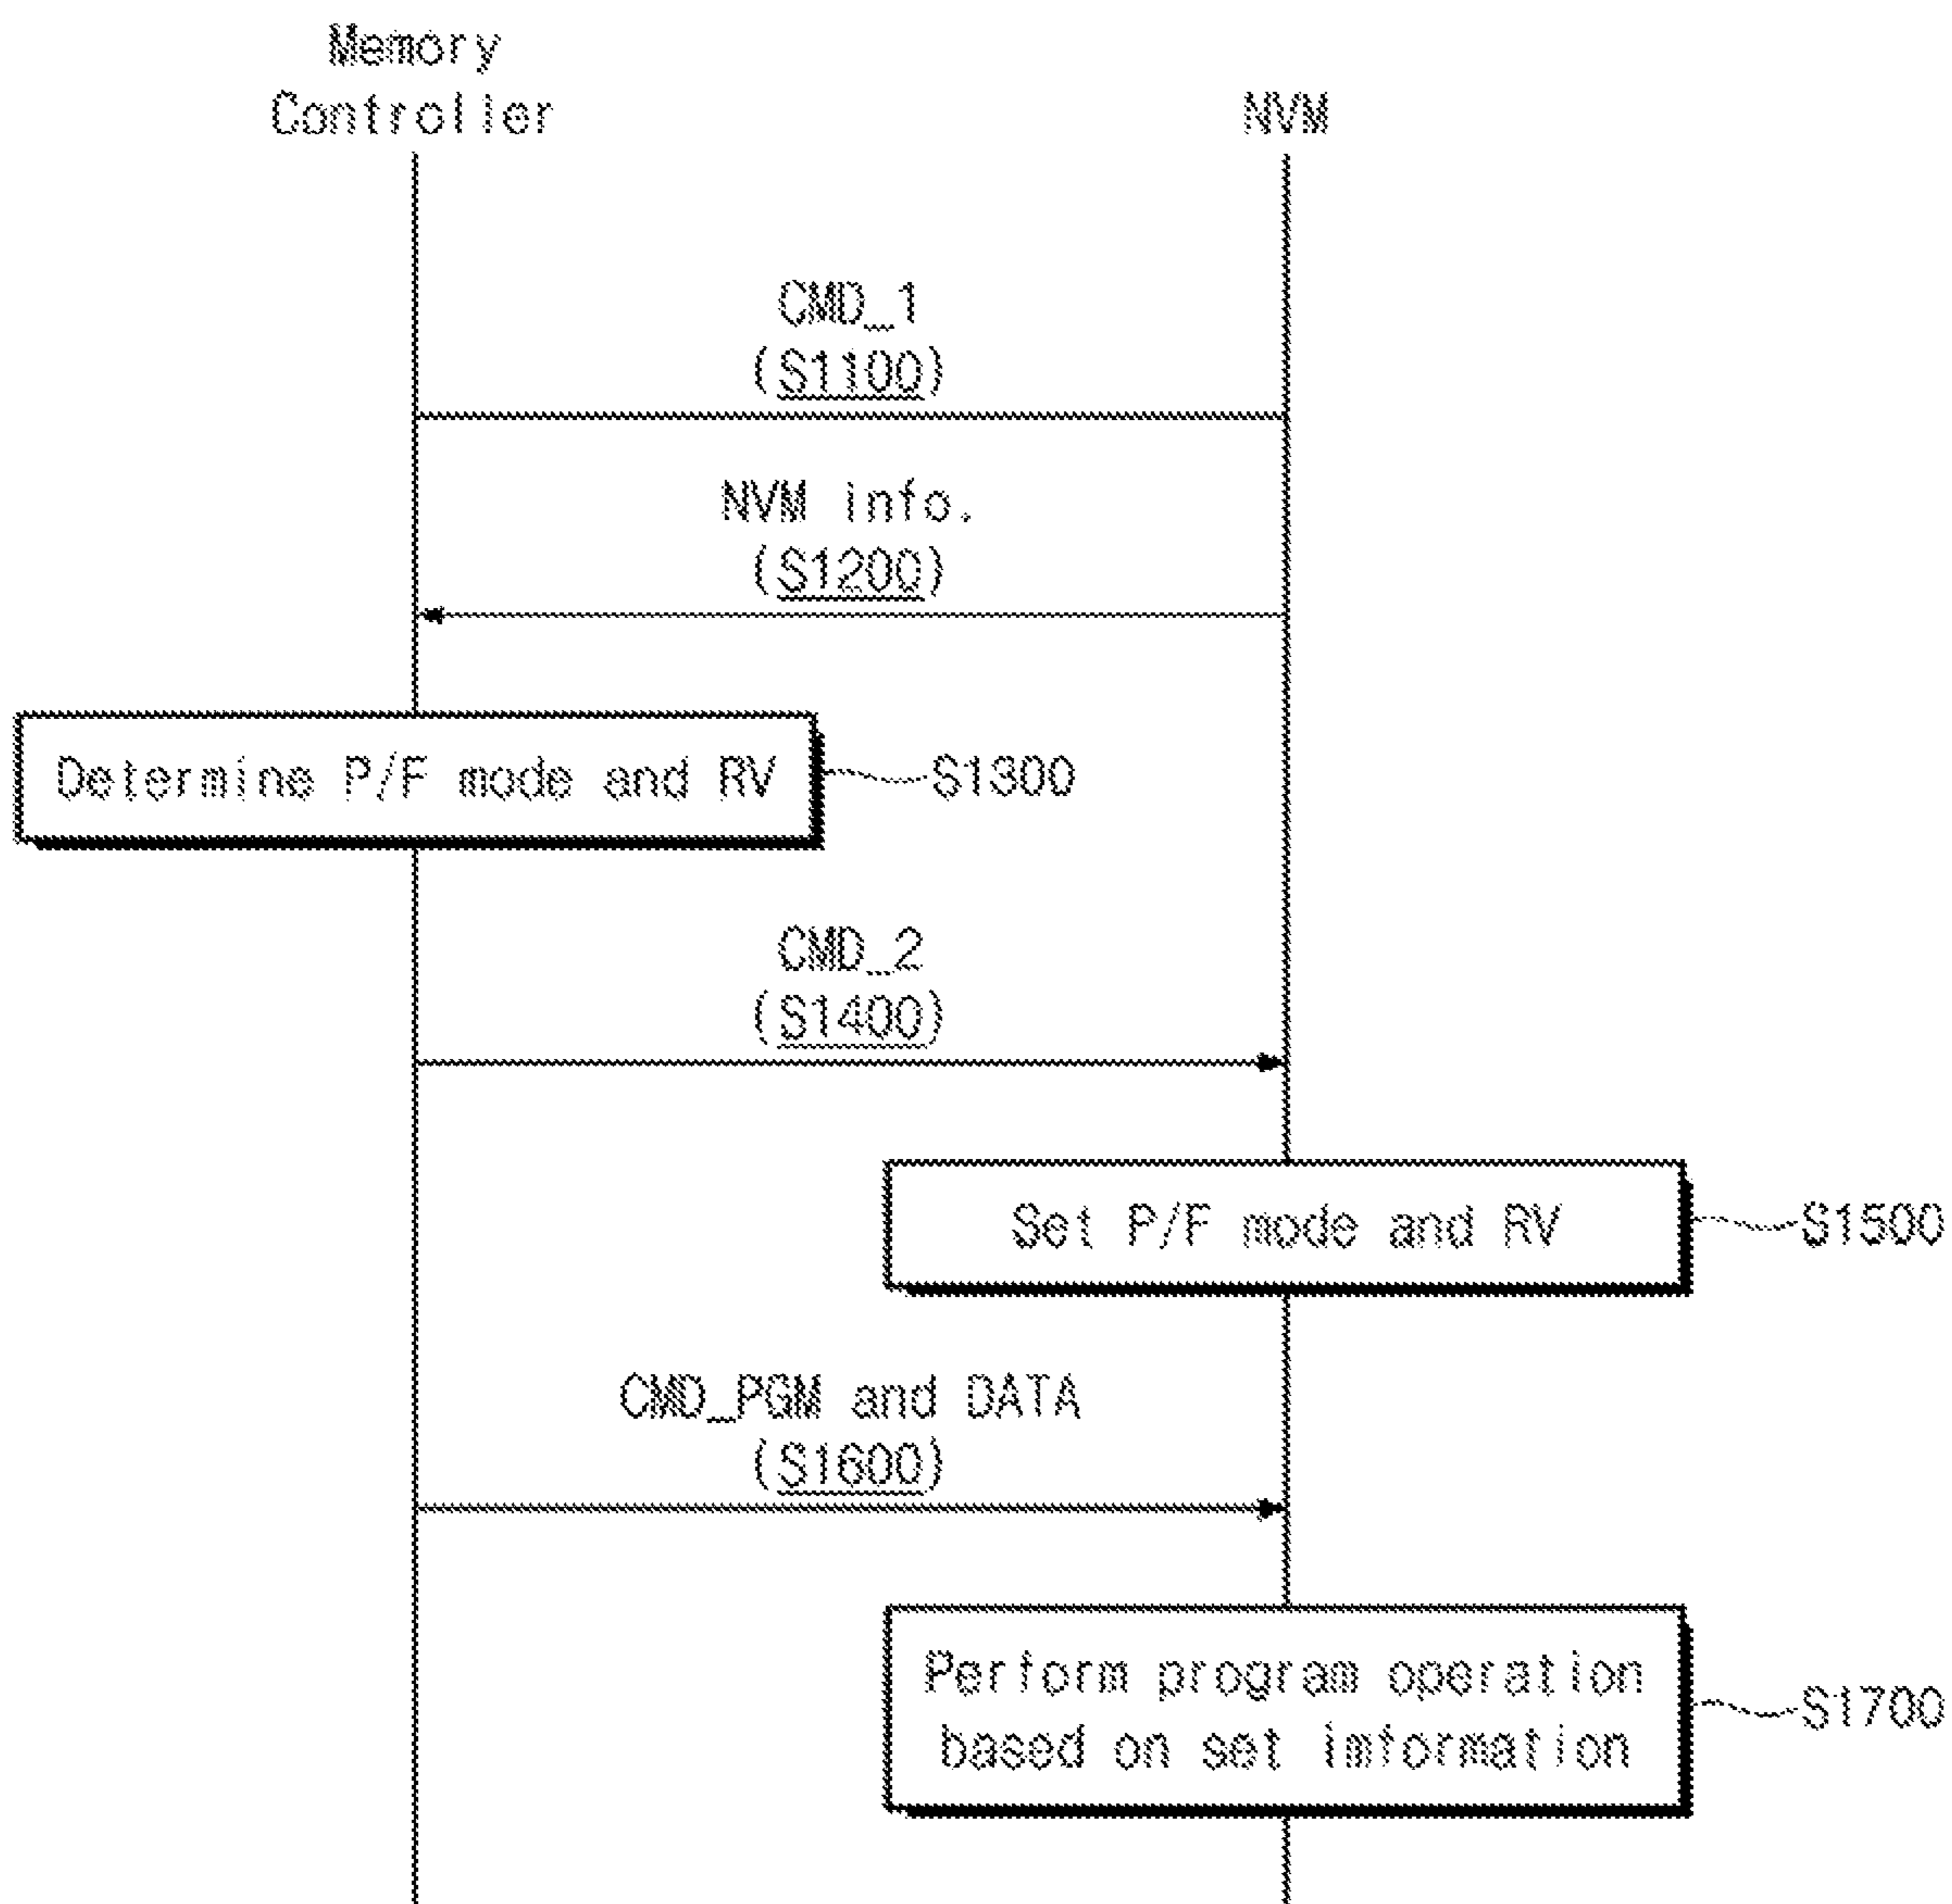 Memory
Controller
NVM
CMD_1
(S1100)
NVM info.
(S1200)
Determine P/F mode and RV
S1300
CMD_2
(S1400)
Set P/F mode and RV
S1500
CMD_PGM and DATA
(S1600)
Perform program operation
based on set imformation
S1700